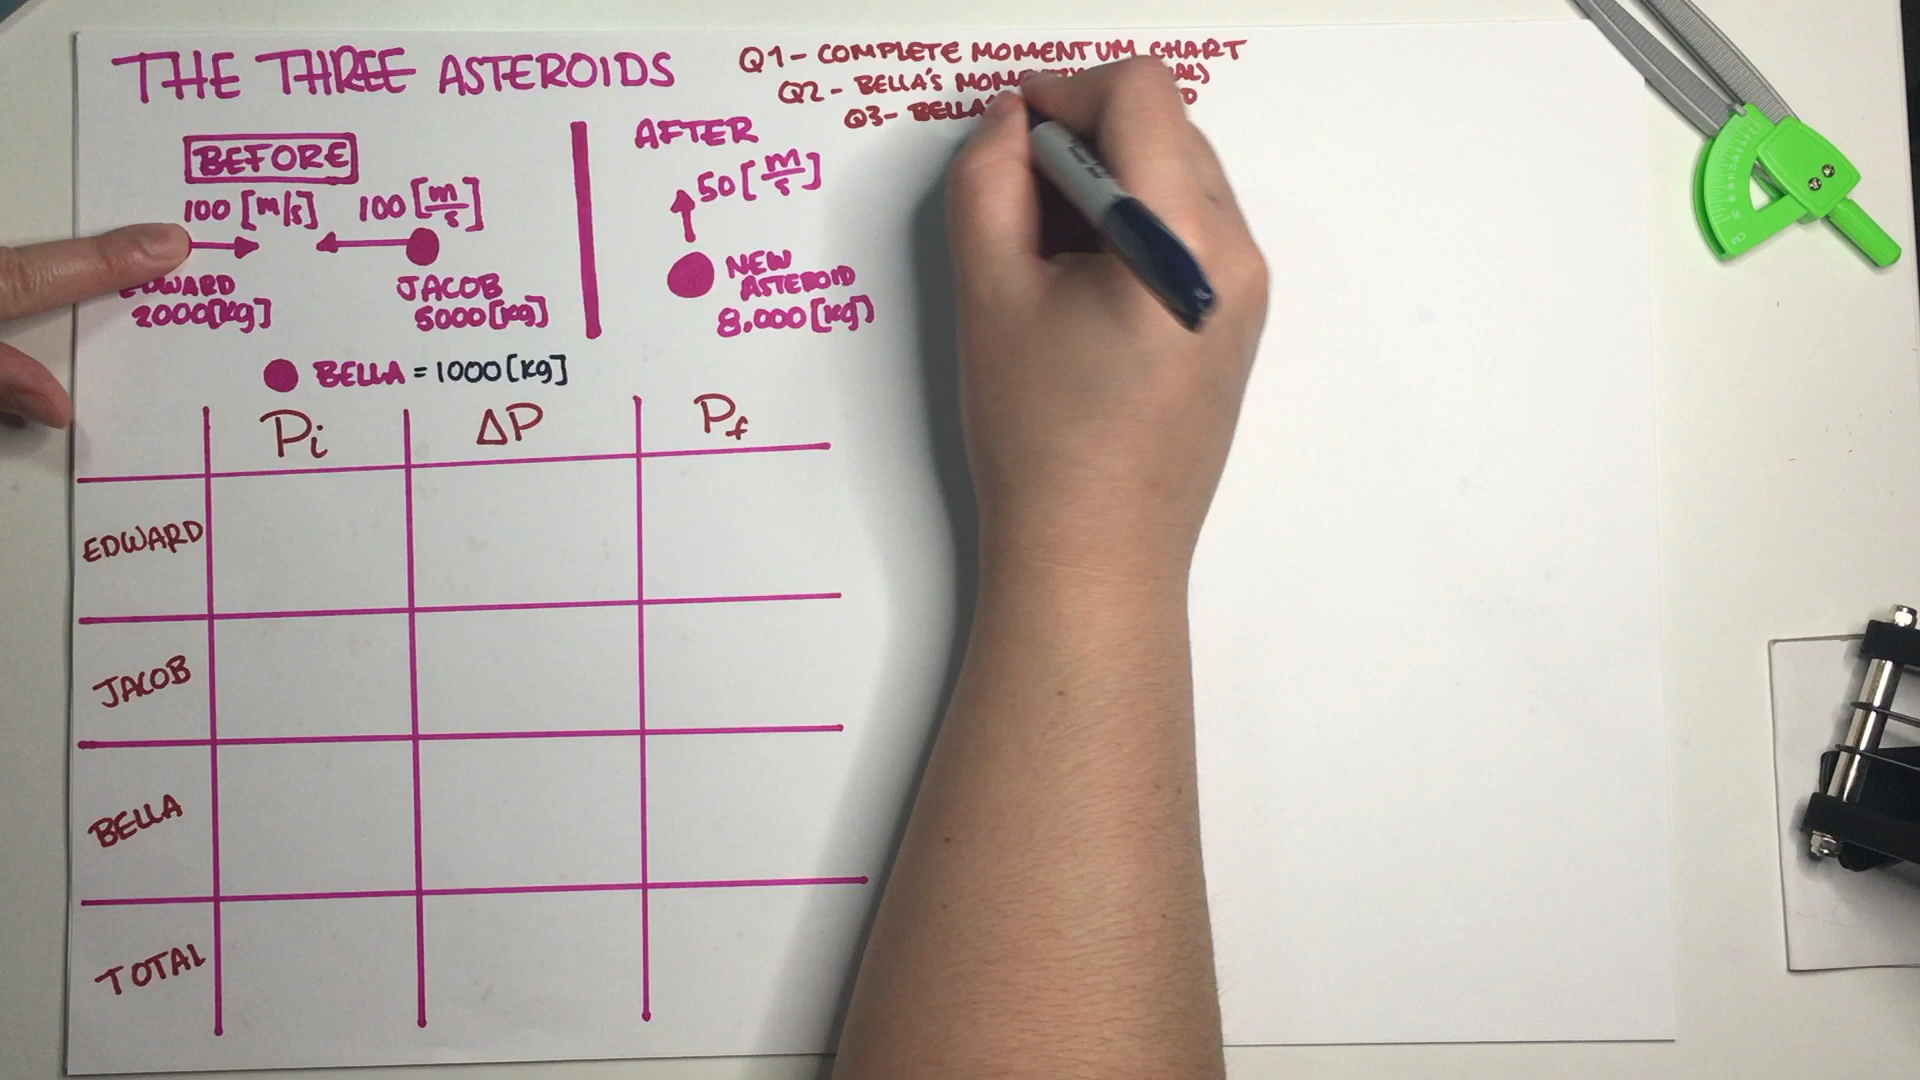 THE THREE ASTEROIDS
Q1- COMPLETE MOMENTUM CHART
Q2- BELLA'S
Q3- BELLA'S
BEFORE
100 [m/s]
100 [m/s]
EDWARD
2000[kg]
JACOB
5000[kg]
BELLA = 1000[kg]
AFTER
50 [m/s]
NEW
ASTEROID
8.000[kg]
Pi ΔP Pf
EDWARD
JACOB
BELLA
TOTAL